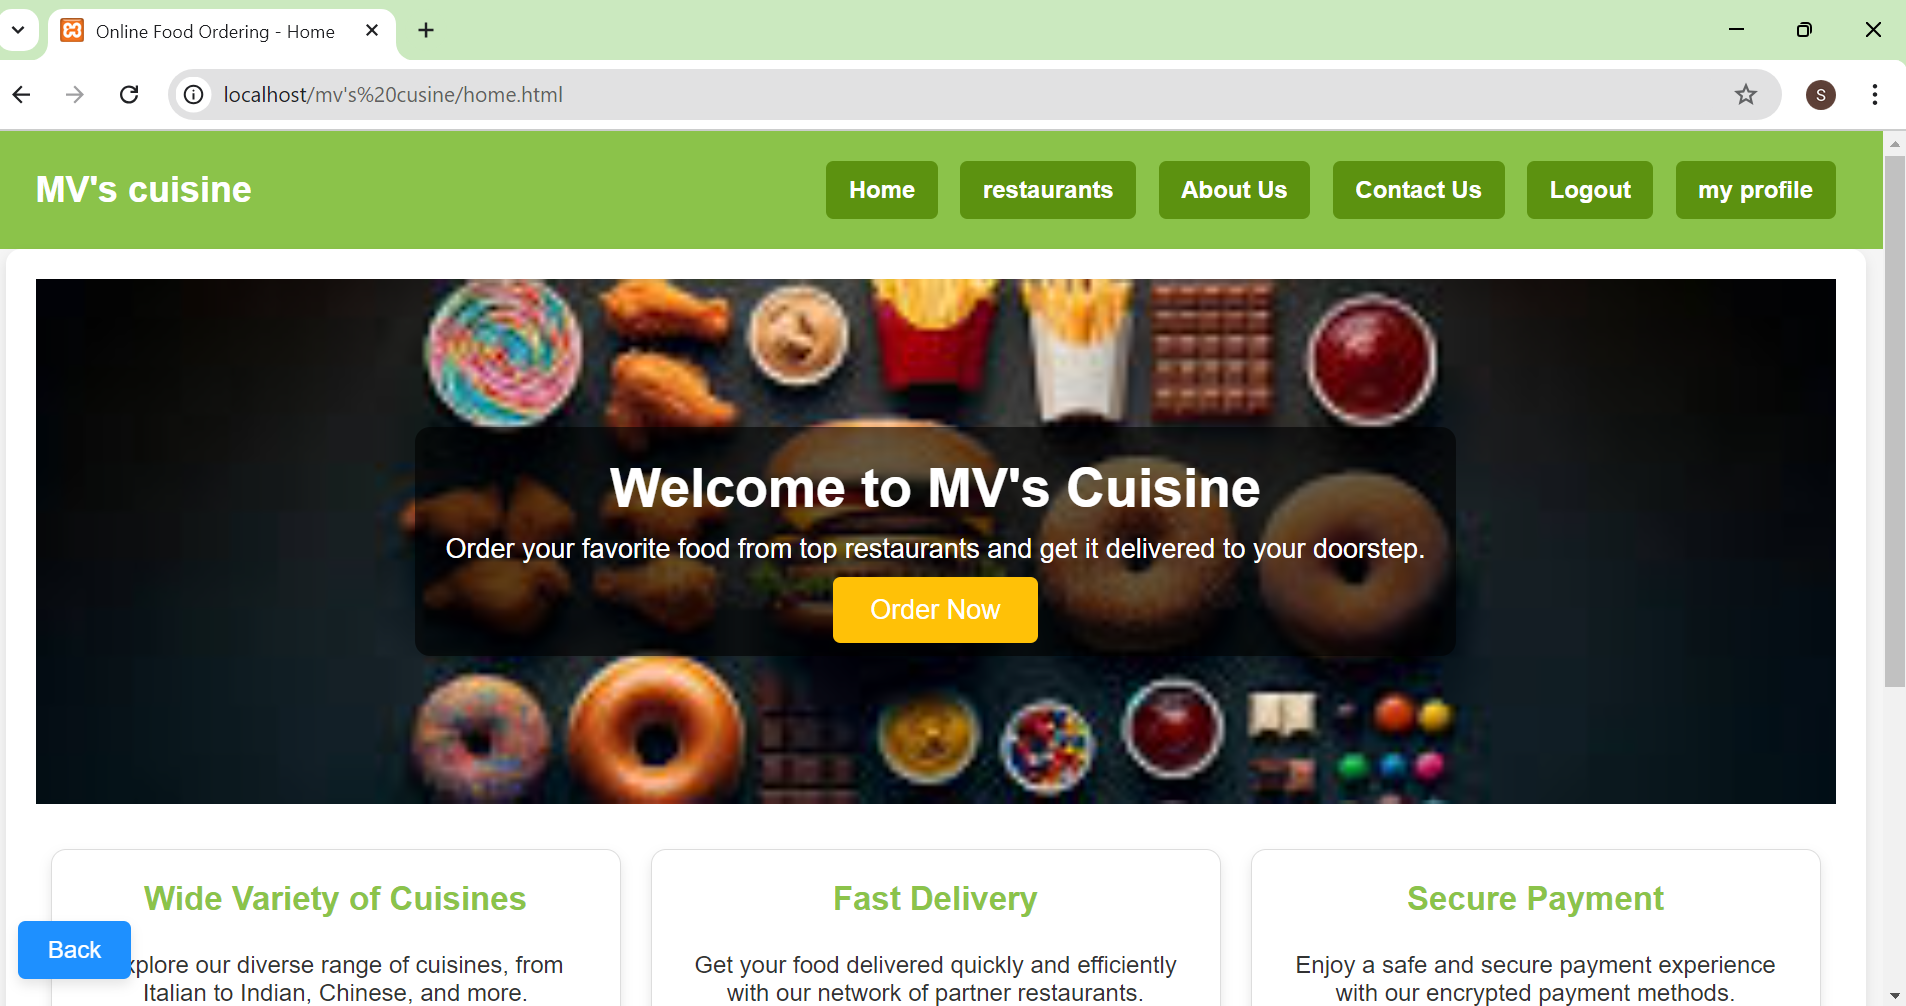 Online Food Ordering - Home
localhost/mv's%20cusine/home.html
S
MV's cuisine
Home
restaurants
About Us
Contact Us
Logout
my profile
Welcome to MV's Cuisine
Order your favorite food from top restaurants and get it delivered to your doorstep.
Order Now
Wide Variety of Cuisines
xplore our diverse range of cuisines, from
Italian to Indian, Chinese, and more.
Fast Delivery
Get your food delivered quickly and efficiently
with our network of partner restaurants.
Secure Payment
Enjoy a safe and secure payment experience
with our encrypted payment methods.
Back